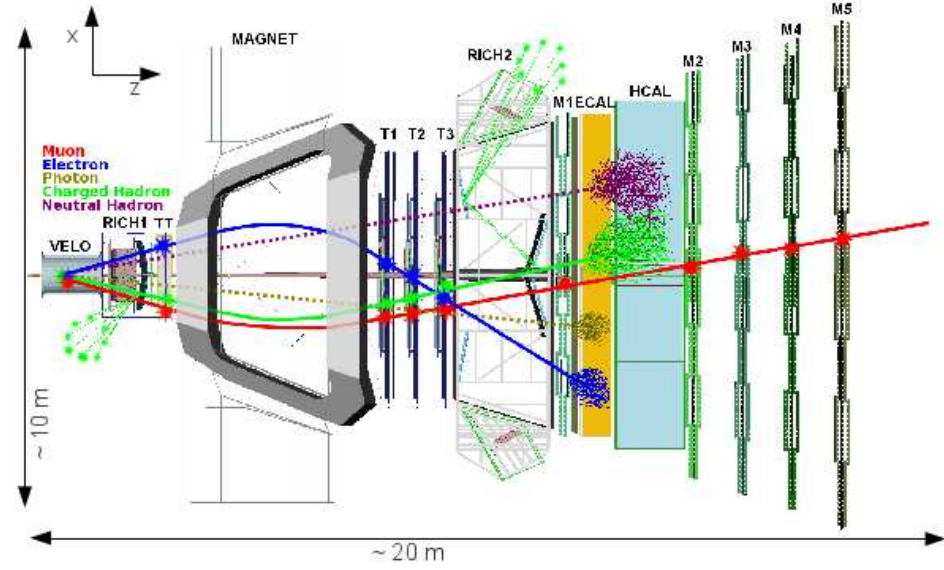 M5
M4
M3
M2
X
Z
MAGNET
RICH2
M1
ECAL
HCAL
T1
T2
T3
Muon
Electron
Photon
Charged Hadron
Neutral Hadron
RICH1
TT
VELO
~ 10 m
~ 20 m